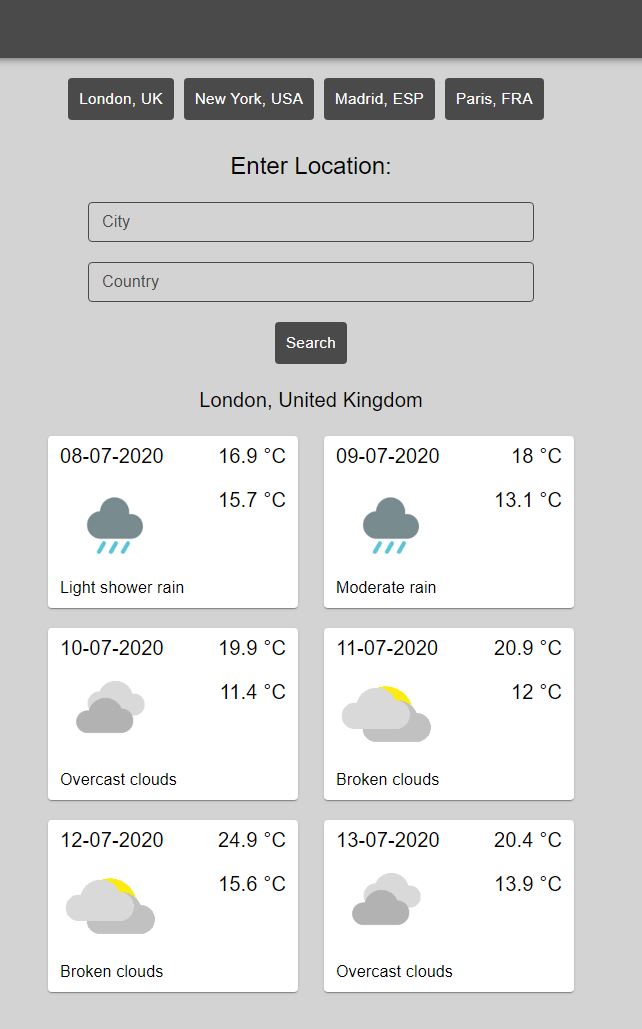 London, UK
New York, USA
Madrid, ESP
Paris, FRA
Enter Location:
City
Country
Search
London, United Kingdom
08-07-2020
16.9 °C
15.7 °C
Light shower rain
09-07-2020
18 °C
13.1 °C
Moderate rain
10-07-2020
19.9 °C
11.4 °C
Overcast clouds
11-07-2020
20.9 °C
12 °C
Broken clouds
12-07-2020
24.9 °C
15.6 °C
Broken clouds
13-07-2020
20.4 °C
13.9 °C
Overcast clouds